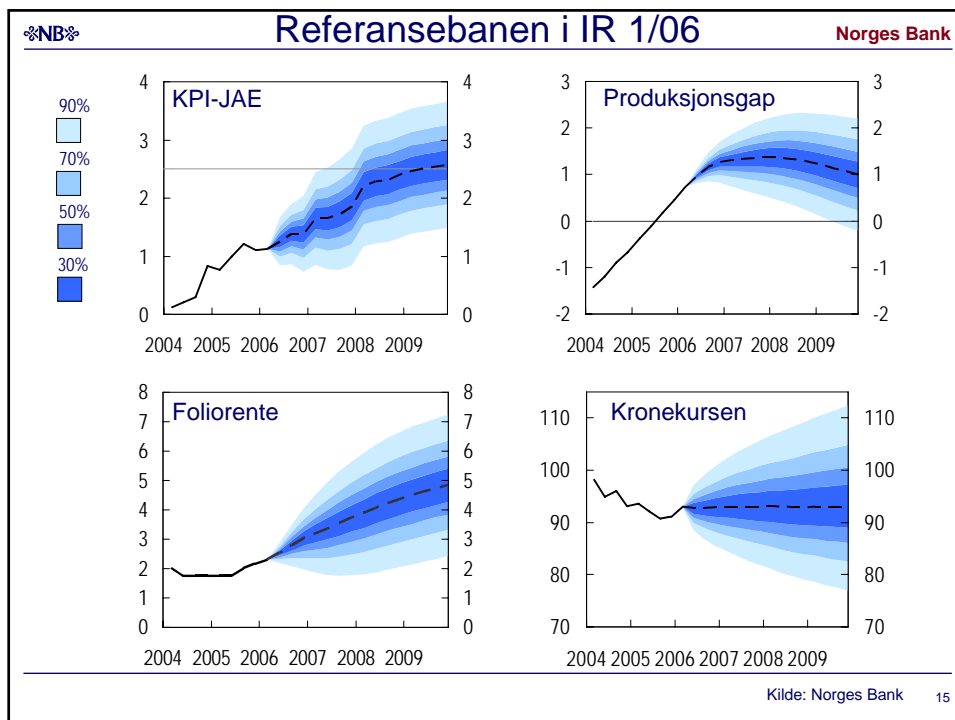 NB
Referansebanen i IR 1/06
Norges Bank
90%
70%
50%
30%
KPI-JAE
4 4
3 3
2 2
1 1
0 0
2004 2005 2006 2007 2008 2009
Produksjonsgap
3 3
2 2
1 1
0 0
-1 -1
-2 -2
2004 2005 2006 2007 2008 2009
Foliorente
8 8
7 7
6 6
5 5
4 4
3 3
2 2
1 1
0 0
2004 2005 2006 2007 2008 2009
Kronekursen
110 110
100 100
90 90
80 80
70 70
2004 2005 2006 2007 2008 2009
Kilde: Norges Bank 15